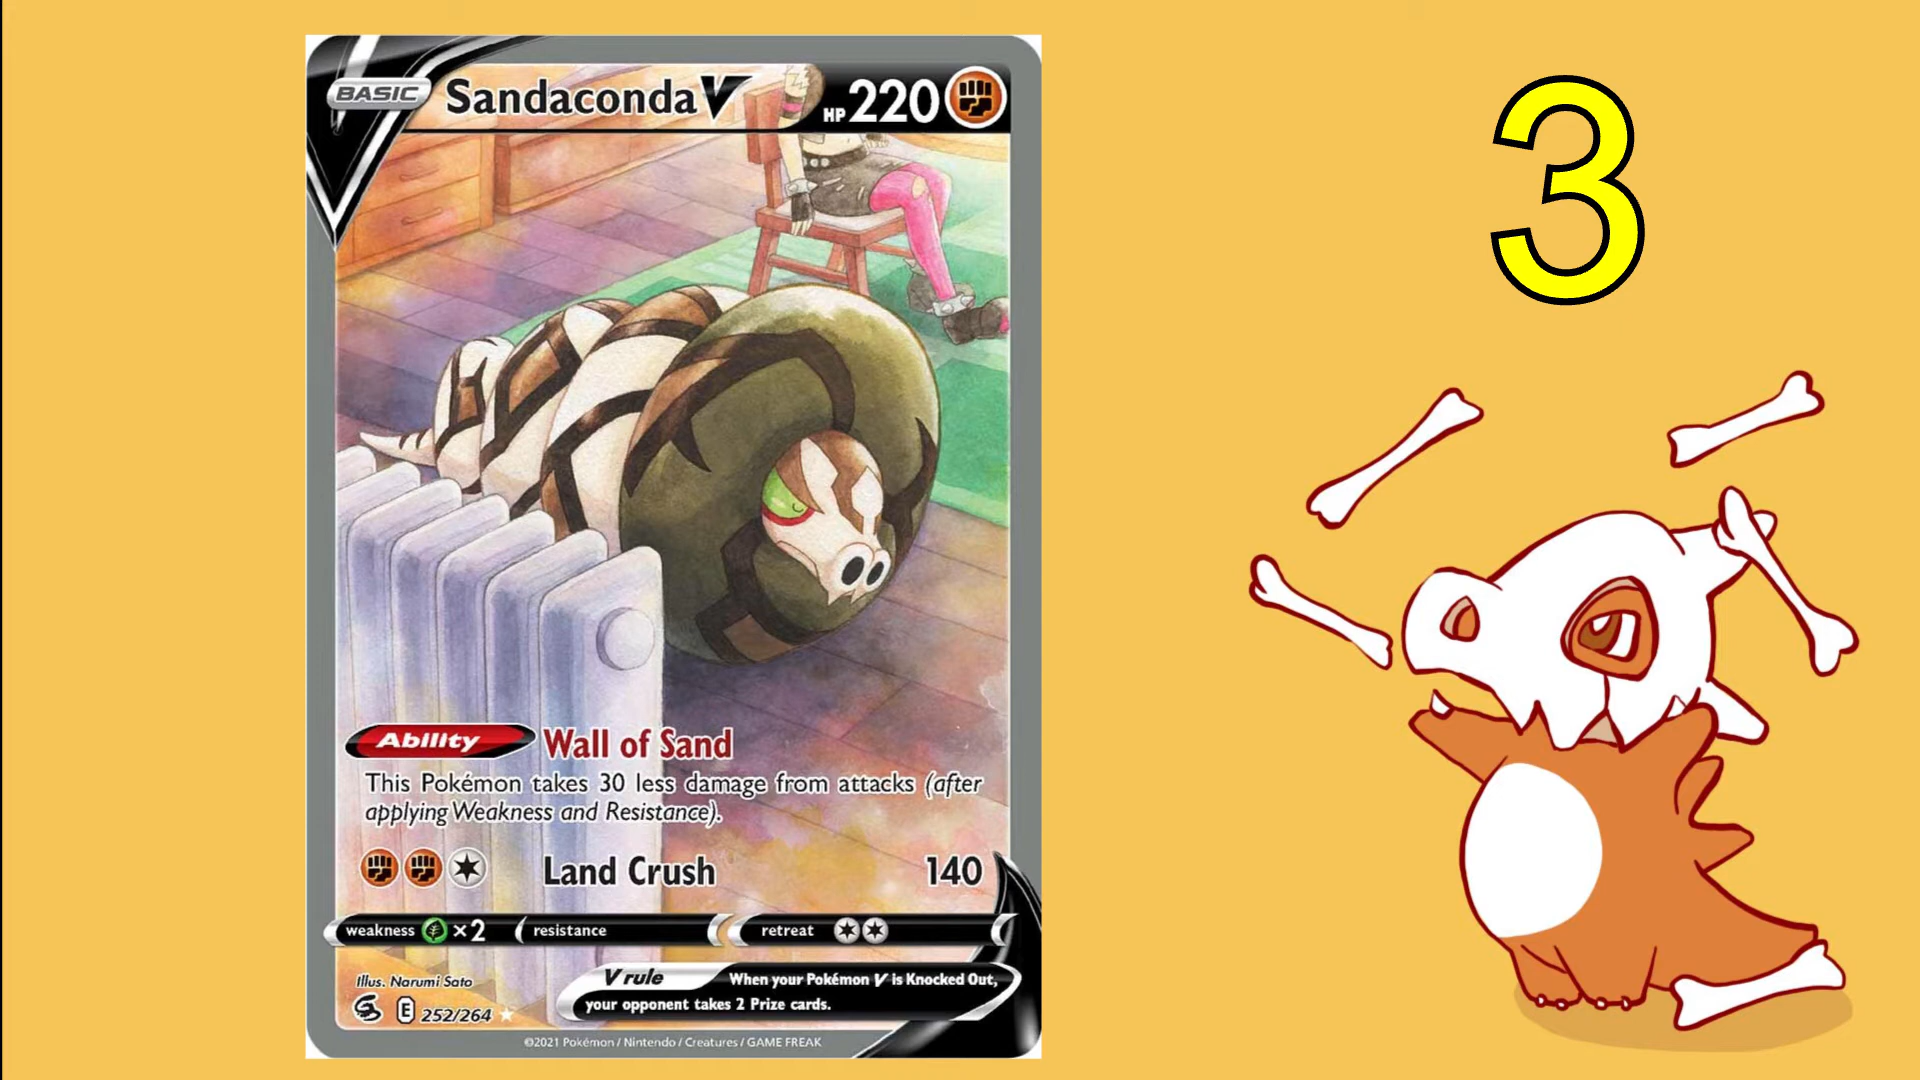 BASIC
Sandaconda V
HP 220
3
Ability Wall of Sand
This Pokémon takes 30 less damage from attacks (after
applying Weakness and Resistance).
Land Crush 140
weakness ×2 resistance retreat
Illus. Narumi Sato
V rule When your Pokémon V is Knocked Out,
your opponent takes 2 Prize cards.
E 252/264
©2021 Pokémon / Nintendo / Creatures / GAME FREAK